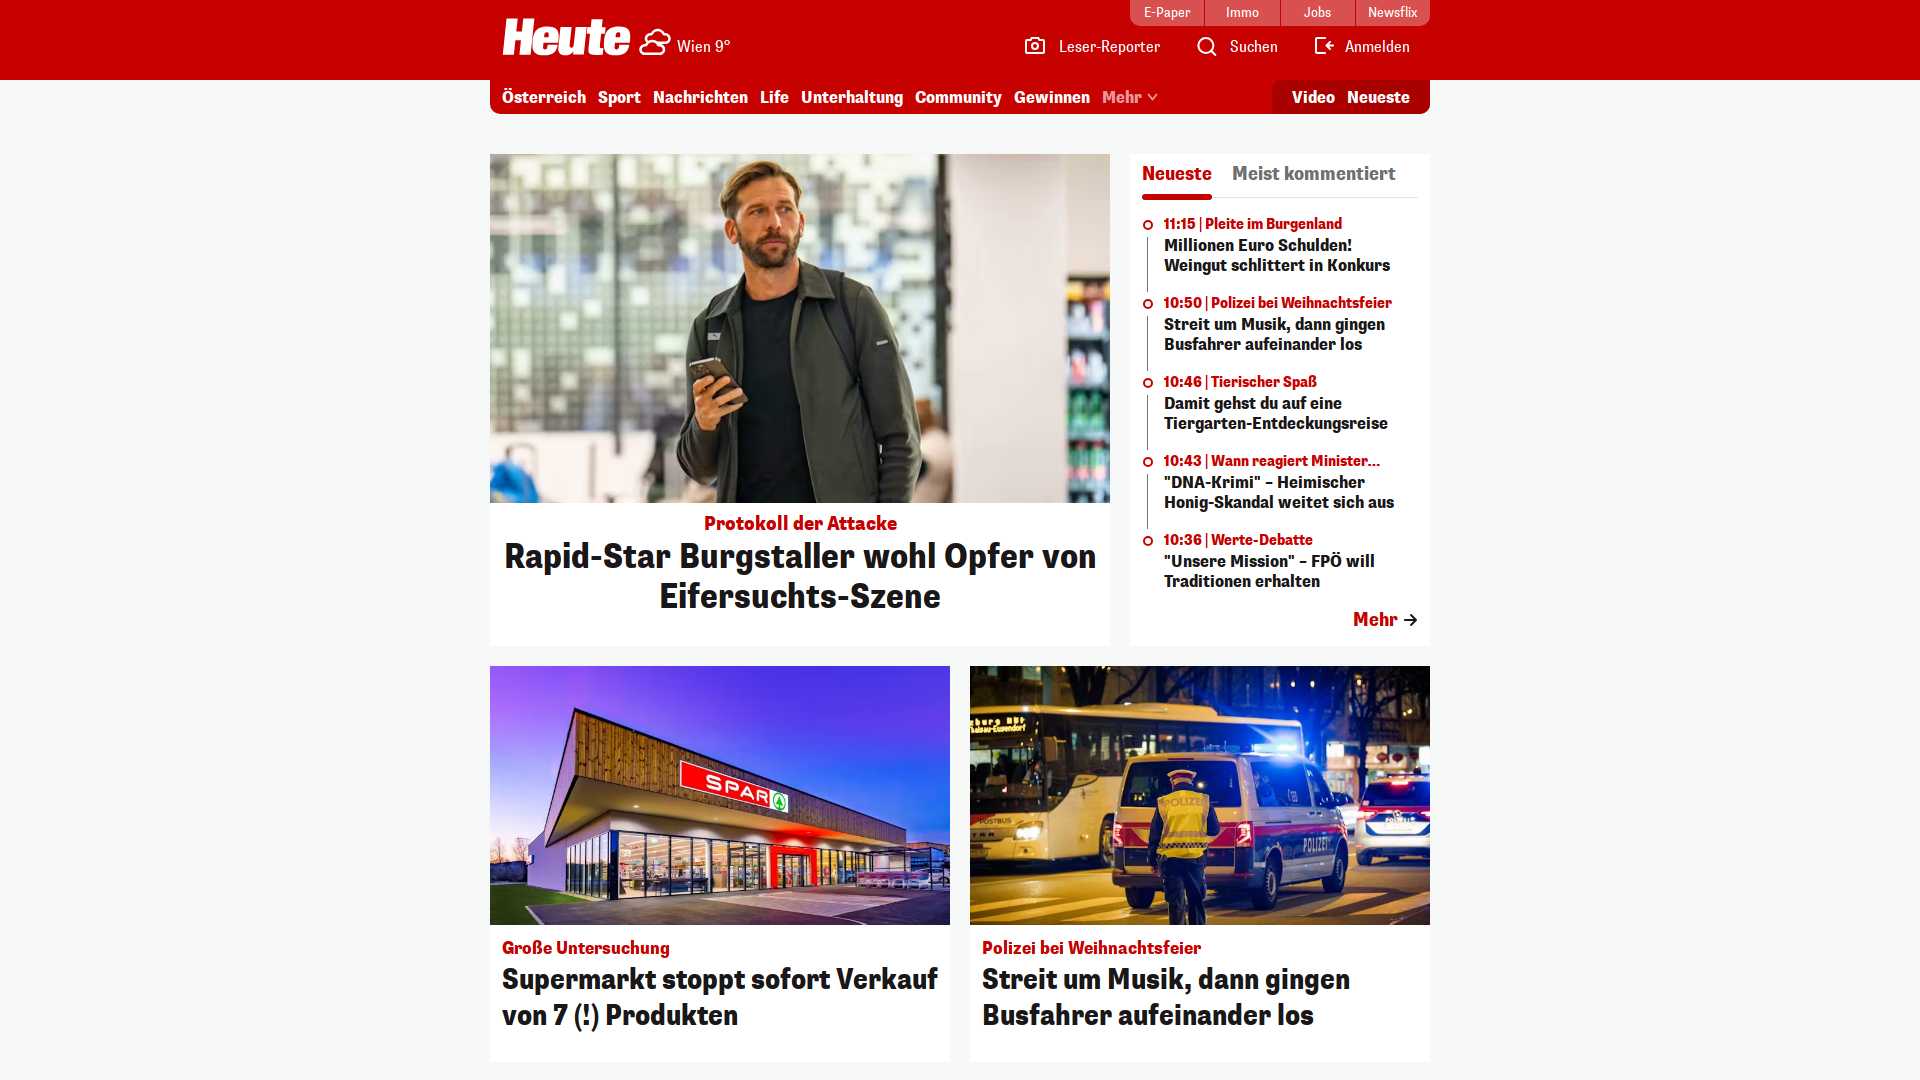 E-Paper
Immo
Jobs
Newsflix
Heute
Wien 9°
Leser-Reporter
Suchen
Anmelden
Österreich
Sport
Nachrichten
Life
Unterhaltung
Community
Gewinnen
Mehr
Video
Neueste
Protokoll der Attacke
Rapid-Star Burgstaller wohl Opfer von
Eifersuchts-Szene
Neueste
Meist kommentiert
11:15 | Pleite im Burgenland
Millionen Euro Schulden!
Weingut schlittert in Konkurs
10:50 | Polizei bei Weihnachtsfeier
Streit um Musik, dann gingen
Busfahrer aufeinander los
10:46 | Tierischer Spaß
Damit gehst du auf eine
Tiergarten-Entdeckungsreise
10:43 | Wann reagiert Minister...
"DNA-Krimi" – Heimischer
Honig-Skandal weitet sich aus
10:36 | Werte-Debatte
"Unsere Mission" – FPÖ will
Traditionen erhalten
Mehr
SPAR
Große Untersuchung
Supermarkt stoppt sofort Verkauf
von 7 (!) Produkten
POSTBUS
POLIZEI
POLIZEI
Polizei bei Weihnachtsfeier
Streit um Musik, dann gingen
Busfahrer aufeinander los